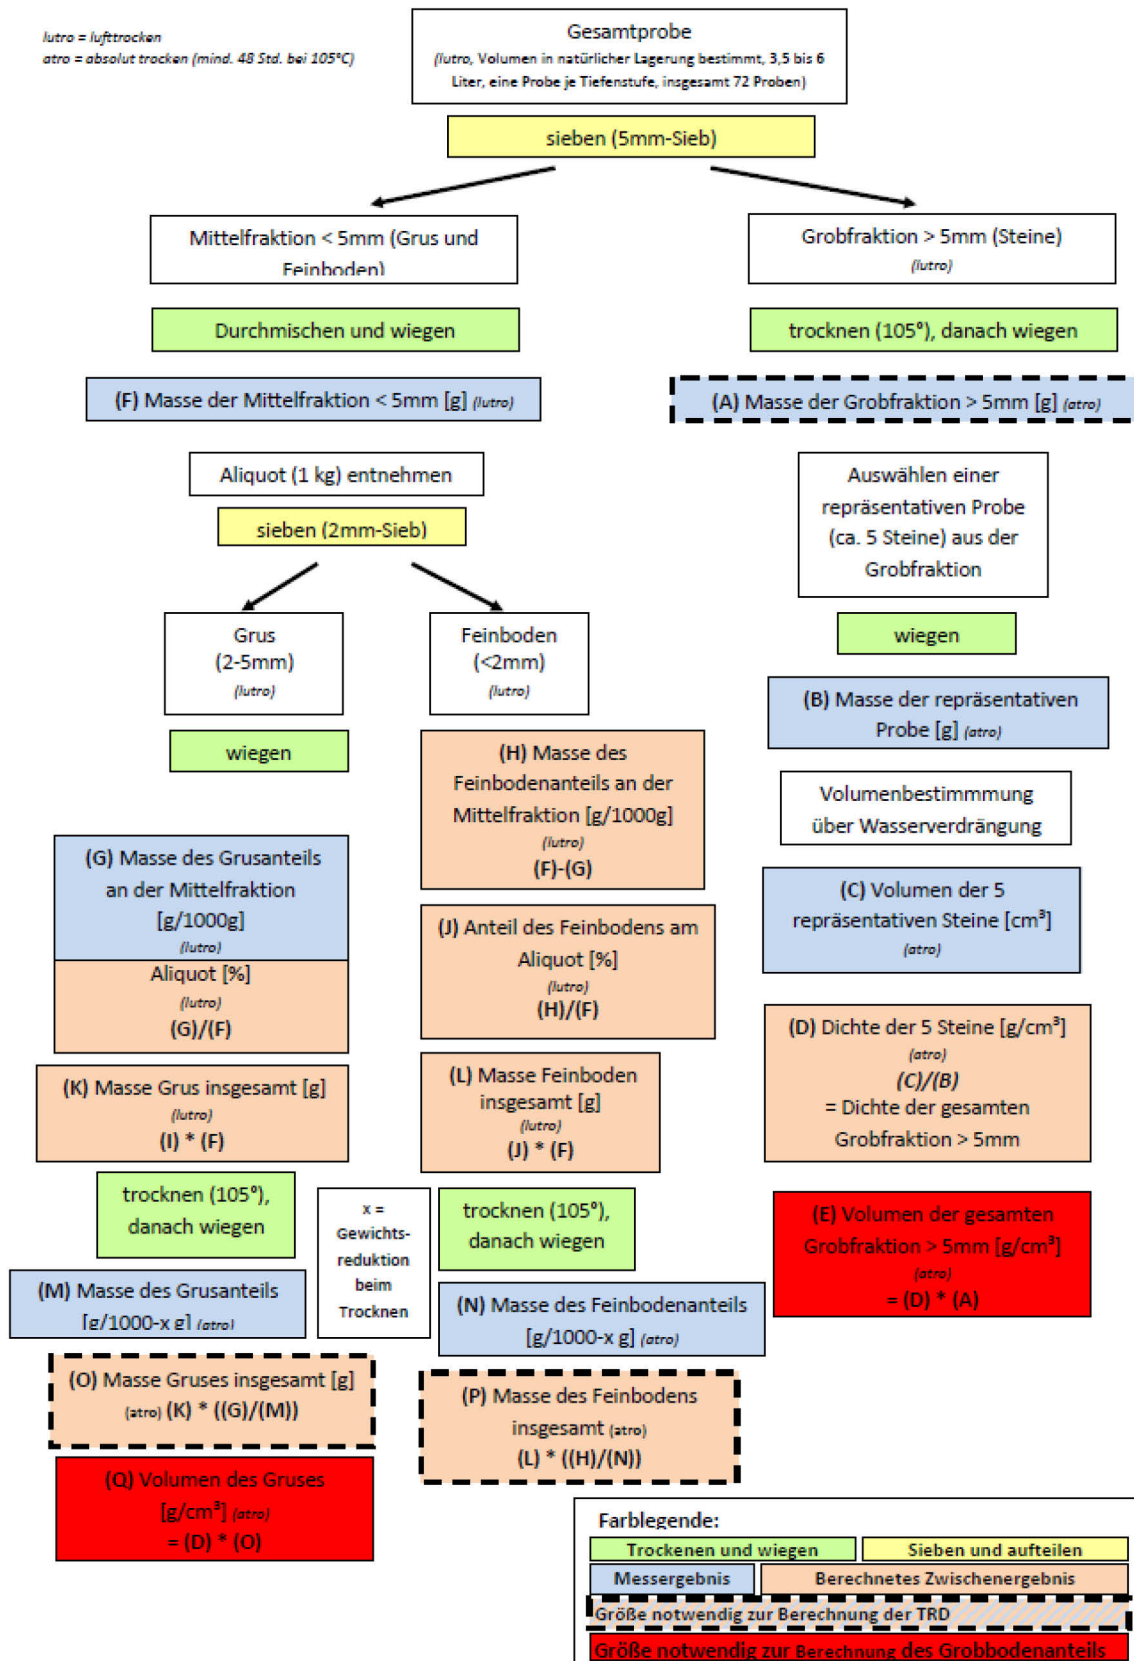 lutro = lufttrocken
atro = absolut trocken (mind. 48 Std. bei 105°C)
Gesamtprobe
(lutro, Volumen in natürlicher Lagerung bestimmt, 3,5 bis 6
Liter, eine Probe je Tiefenstufe, insgesamt 72 Proben)
sieben (5mm-Sieb)
Mittelfraktion < 5mm (Grus und
Feinboden)
Grobfraktion > 5mm (Steine)
(lutro)
Durchmischen und wiegen
trocknen (105°), danach wiegen
(F) Masse der Mittelfraktion < 5mm [g] (lutro)
(A) Masse der Grobfraktion > 5mm [g] (atro)
Aliquot (1 kg) entnehmen
sieben (2mm-Sieb)
Auswählen einer
repräsentativen Probe
(ca. 5 Steine) aus der
Grobfraktion
Grus
(2-5mm)
(lutro)
Feinboden
(<2mm)
(lutro)
wiegen
wiegen
(B) Masse der repräsentativen
Probe [g] (atro)
(H) Masse des
Feinbodenanteils an der
Mittelfraktion [g/1000g]
(lutro)
(F)-(G)
Volumenbestimmmung
über Wasserverdrängung
(G) Masse des Grusanteils
an der Mittelfraktion
[g/1000g]
(lutro)
Aliquot [%]
(lutro)
(G)/(F)
(J) Anteil des Feinbodens am
Aliquot [%]
(lutro)
(H)/(F)
(C) Volumen der 5
repräsentativen Steine [cm³]
(atro)
(D) Dichte der 5 Steine [g/cm³]
(atro)
(C)/(B)
= Dichte der gesamten
Grobfraktion > 5mm
(K) Masse Grus insgesamt [g]
(lutro)
(I) * (F)
(L) Masse Feinboden
insgesamt [g]
(lutro)
(J) * (F)
trocknen (105°),
danach wiegen
x =
Gewichts-
reduktion
beim
Trocknen
trocknen (105°),
danach wiegen
(E) Volumen der gesamten
Grobfraktion > 5mm [g/cm³]
(atro)
= (D) * (A)
(M) Masse des Grusanteils
[g/1000-x g] (atro)
(N) Masse des Feinbodenanteils
[g/1000-x g] (atro)
(O) Masse Gruses insgesamt [g]
(atro) (K) * ((G)/(M))
(P) Masse des Feinbodens
insgesamt (atro)
(L) * ((H)/(N))
(Q) Volumen des Gruses
[g/cm³] (atro)
= (D) * (O)
Farblegende:
Trockenen und wiegen
Sieben und aufteilen
Messergebnis
Berechnetes Zwischenergebnis
Größe notwendig zur Berechnung der TRD
Größe notwendig zur Berechnung des Grobbodenanteils